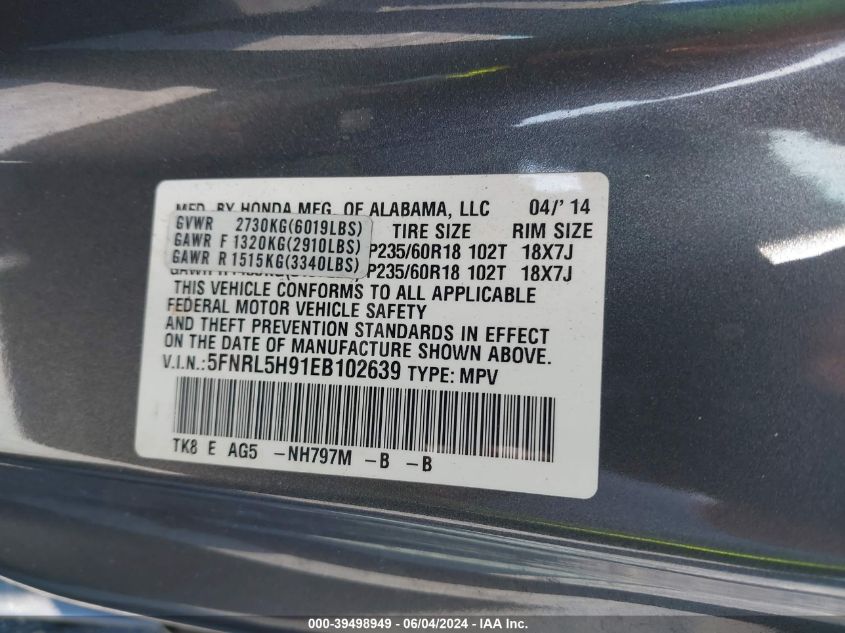 MFD. BY HONDA MFG. OF ALABAMA, LLC 04/'14
TIRE SIZE RIM SIZE
GVWR 2730KG(6019LBS)
GAWR F 1320KG(2910LBS) P235/60R18 102T 18X7J
GAWR R 1515KG(3340LBS) P235/60R18 102T 18X7J
THIS VEHICLE CONFORMS TO ALL APPLICABLE
FEDERAL MOTOR VEHICLE SAFETY
AND THEFT PREVENTION STANDARDS IN EFFECT
ON THE DATE OF MANUFACTURE SHOWN ABOVE.
V.I.N.:5FNRL5H91EB102639 TYPE: MPV
TK8 E AG5 -NH797M -B -B
000-39498949 - 06/04/2024 - IAA Inc.